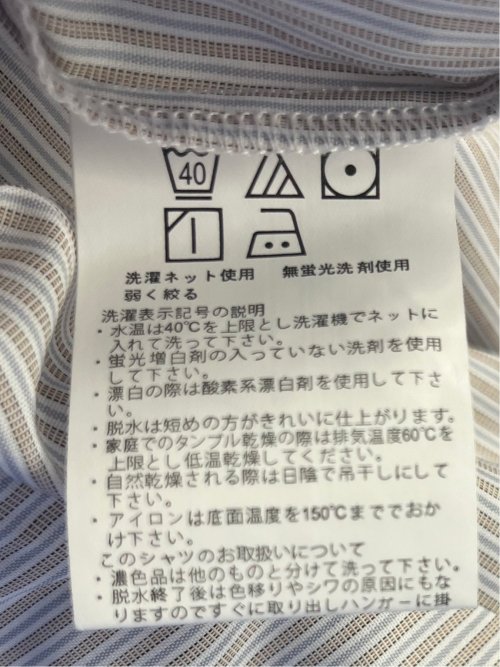 40
洗濯ネット使用 無蛍光洗剤使用
弱く絞る
洗濯表示記号の説明
・水温は40℃を上限とし洗濯機でネットに
入れて洗って下さい。
・蛍光増白剤の入っていない洗剤を使用
して下さい。
・漂白の際は酸素系漂白剤を使用して下さ
い。
・脱水は短めの方がきれいに仕上がります。
・家庭でのタンブル乾燥の際は排気温度60℃を
上限とし低温乾燥してください。
・自然乾燥される際は日陰で吊干しにして
下さい。
・アイロンは底面温度を150℃まででおか
け下さい。
このシャツのお取扱いについて
・濃色品は他のものと分けて洗って下さい。
・脱水終了後は色移りやシワの原因にもな
りますのですぐに取り出しハンガーに掛